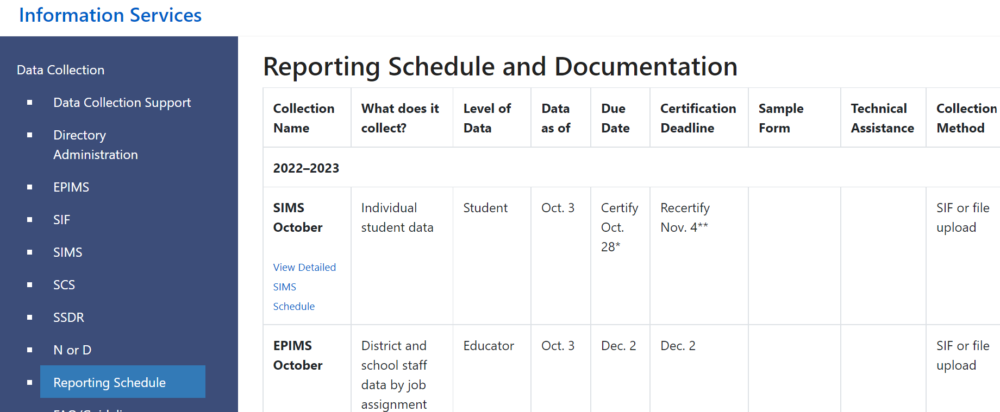 Information Services
Data Collection
Data Collection Support
Directory
Administration
EPIMS
SIF
SIMS
SCS
SSDR
N or D
Reporting Schedule
Reporting Schedule and Documentation
Collection
Name
What does it
collect?
Level of
Data
Data
as of
Due
Date
Certification
Deadline
Sample
Form
Technical
Assistance
Collection
Method
2022–2023
SIMS
October
View Detailed
SIMS
Schedule
Individual
student data
Student
Oct. 3
Certify
Oct.
28*
Recertify
Nov. 4**
SIF or file
upload
EPIMS
October
District and
school staff
data by job
assignment
Educator
Oct. 3
Dec. 2
Dec. 2
SIF or file
upload